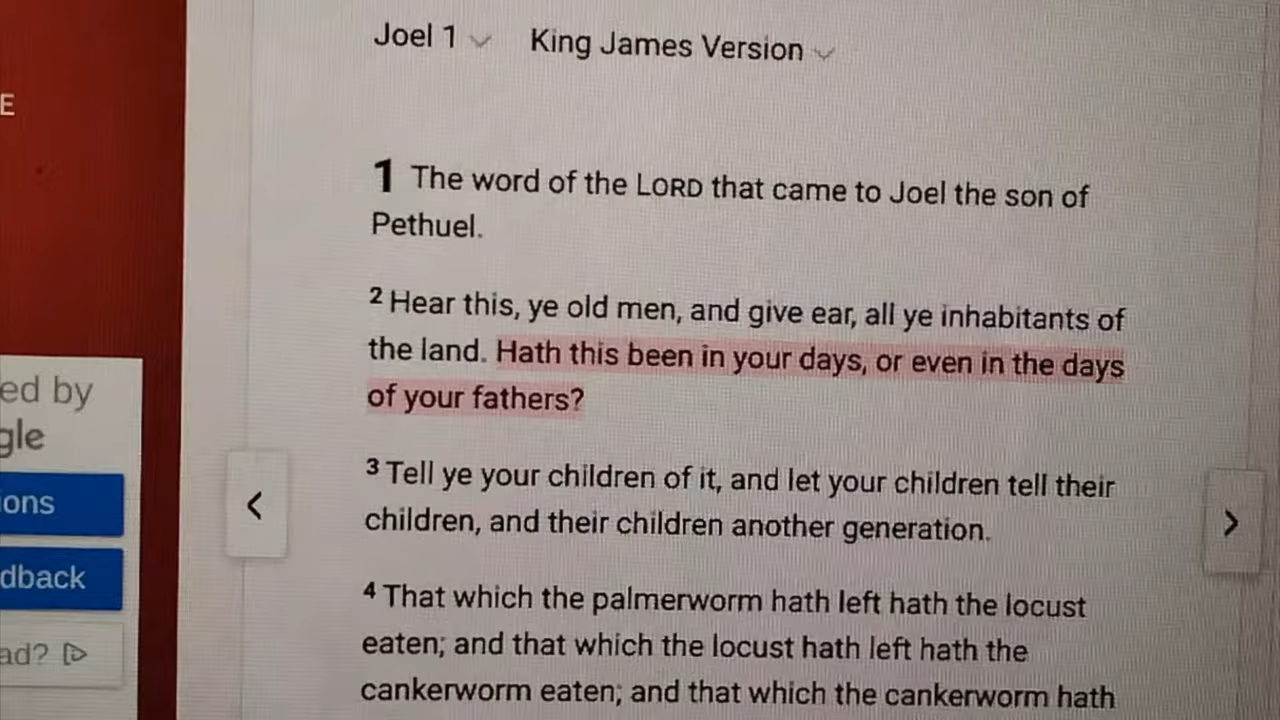 Joel 1 King James Version
E
1 The word of the LORD that came to Joel the son of
Pethuel.
2 Hear this, ye old men, and give ear, all ye inhabitants of
the land. Hath this been in your days, or even in the days
of your fathers?
3 Tell ye your children of it, and let your children tell their
children, and their children another generation.
4 That which the palmerworm hath left hath the locust
eaten; and that which the locust hath left hath the
cankerworm eaten; and that which the cankerworm hath
ed by
gle
ions
dback
ad?